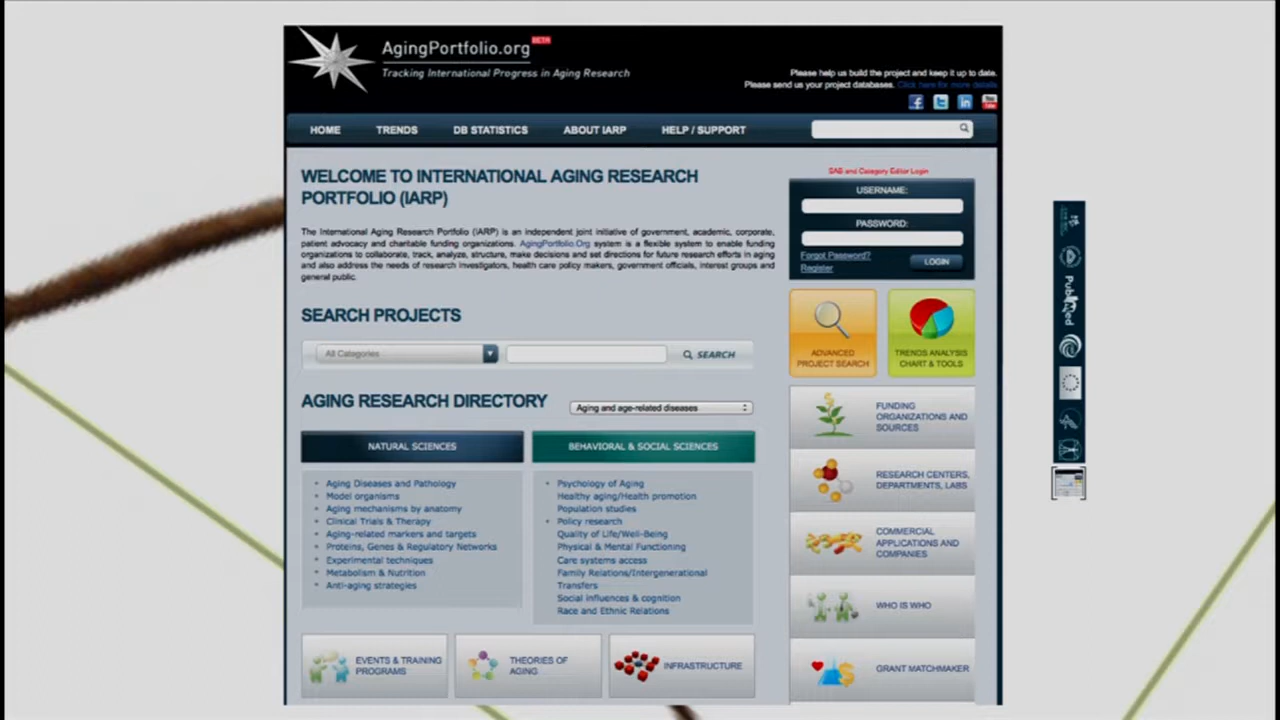 AgingPortfolio.org
BETA
Tracking International Progress in Aging Research
Please help us build the project and keep it up to date.
Please send us your project databases. Click here for more details
HOME
TRENDS
DB STATISTICS
ABOUT IARP
HELP / SUPPORT
WELCOME TO INTERNATIONAL AGING RESEARCH
PORTFOLIO (IARP)
The International Aging Research Portfolio (IARP) is an independent joint initiative of government, academic, corporate,
patient advocacy and charitable funding organizations. AgingPortfolio.Org system is a flexible system to enable funding
organizations to collaborate, track, analyze, structure, make decisions and set directions for future research efforts in aging
and also address the needs of research investigators, health care policy makers, government officials, interest groups and
general public.
SEARCH PROJECTS
All Categories
SEARCH
AGING RESEARCH DIRECTORY
Aging and age-related diseases
NATURAL SCIENCES
Aging Diseases and Pathology
Model organisms
Aging mechanisms by anatomy
Clinical Trials & Therapy
Aging-related markers and targets
Proteins, Genes & Regulatory Networks
Experimental techniques
Metabolism & Nutrition
Anti-aging strategies
BEHAVIORAL & SOCIAL SCIENCES
Psychology of Aging
Healthy aging/Health promotion
Population studies
Policy research
Quality of Life/Well-Being
Physical & Mental Functioning
Care systems access
Family Relations/Intergenerational
Transfers
Social influences & cognition
Race and Ethnic Relations
EVENTS & TRAINING
PROGRAMS
THEORIES OF
AGING
INFRASTRUCTURE
SAB and Category Editor Login
USERNAME:
PASSWORD:
Forgot Password?
Register
LOGIN
ADVANCED
PROJECT SEARCH
TRENDS ANALYSIS
CHART & TOOLS
FUNDING
ORGANIZATIONS AND
SOURCES
RESEARCH CENTERS,
DEPARTMENTS, LABS
COMMERCIAL
APPLICATIONS AND
COMPANIES
WHO IS WHO
GRANT MATCHMAKER
PubMed